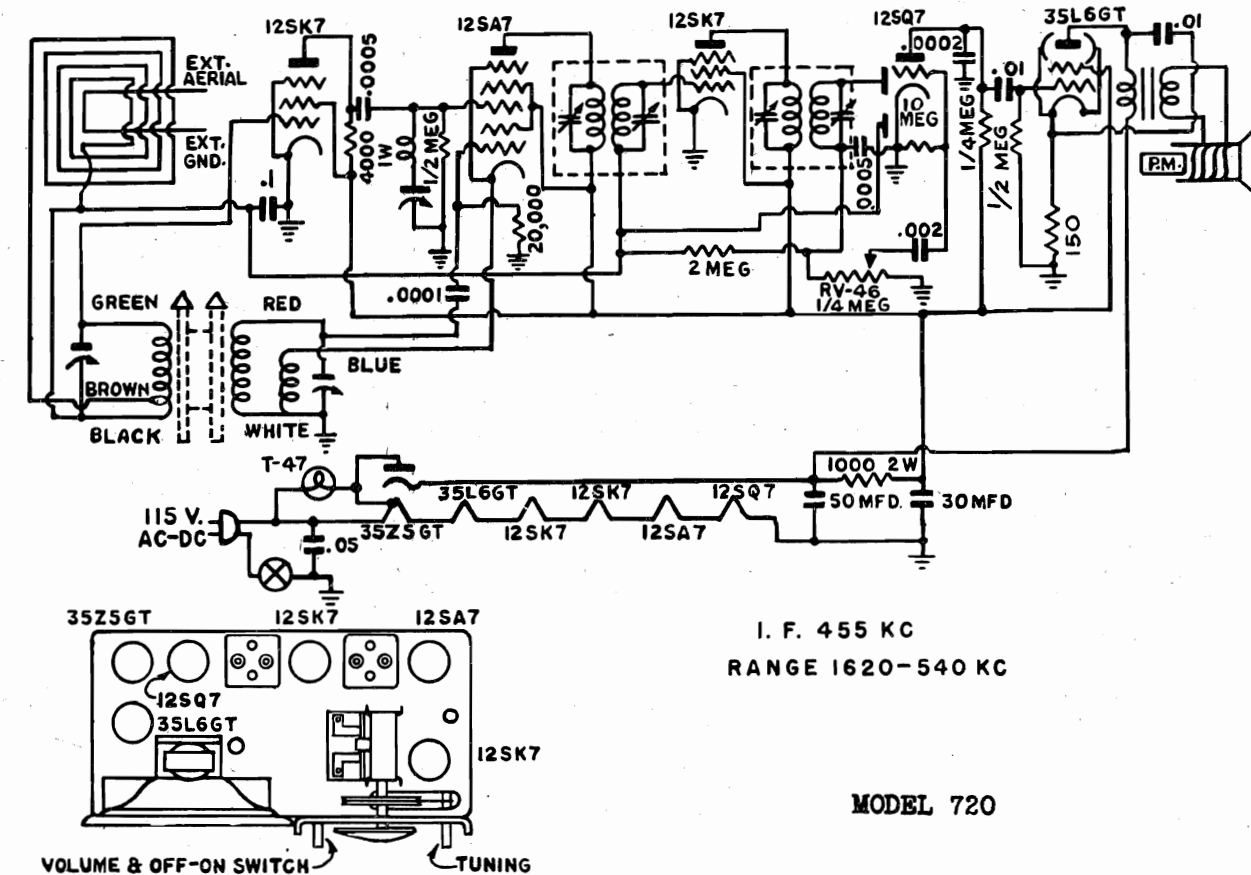 12SK7
12SA7
12SK7
12SQ7
35L6GT
.01
EXT.
AERIAL
EXT.
GND.
.0005
4000
1W
1/2 MEG
.1
20,000
.0001
.0002
10
MEG
.0005
1/4 MEG
.01
1/2 MEG
150
P.M.
.002
2 MEG
RV-46
1/4 MEG
GREEN
RED
BROWN
BLUE
BLACK
WHITE
T-47
115 V.
AC-DC
.05
35Z5GT
35L6GT
12SK7
12SK7
12SA7
12SQ7
1000 2W
50 MFD.
30 MFD
35Z5GT
12SK7
12SA7
12SQ7
35L6GT
12SK7
VOLUME & OFF-ON SWITCH
TUNING
I. F. 455 KC
RANGE 1620-540 KC
MODEL 720